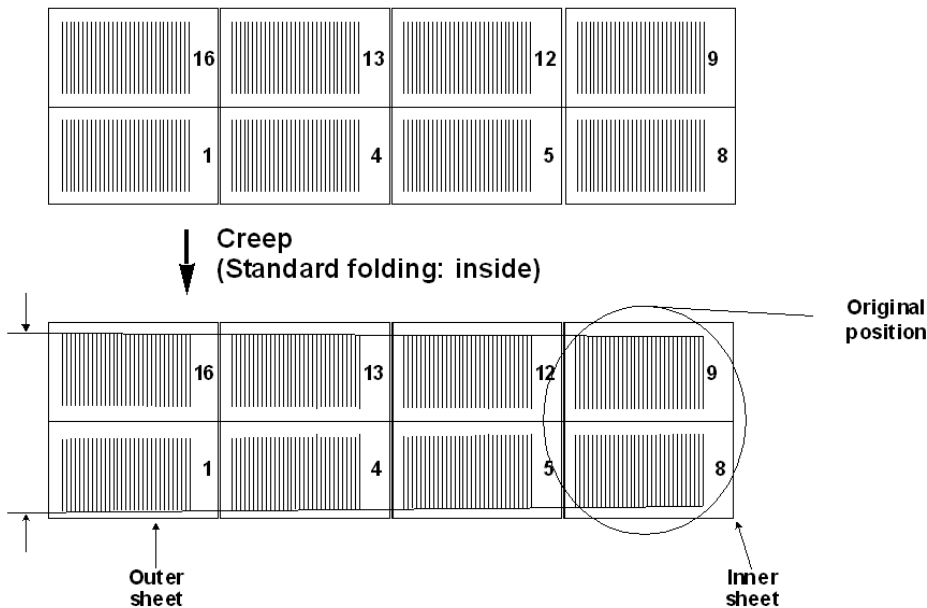 16 13 12 9
1 4 5 8
Creep
(Standard folding: inside)
Original
position
16 13 12 9
1 4 5 8
Outer
sheet
Inner
sheet